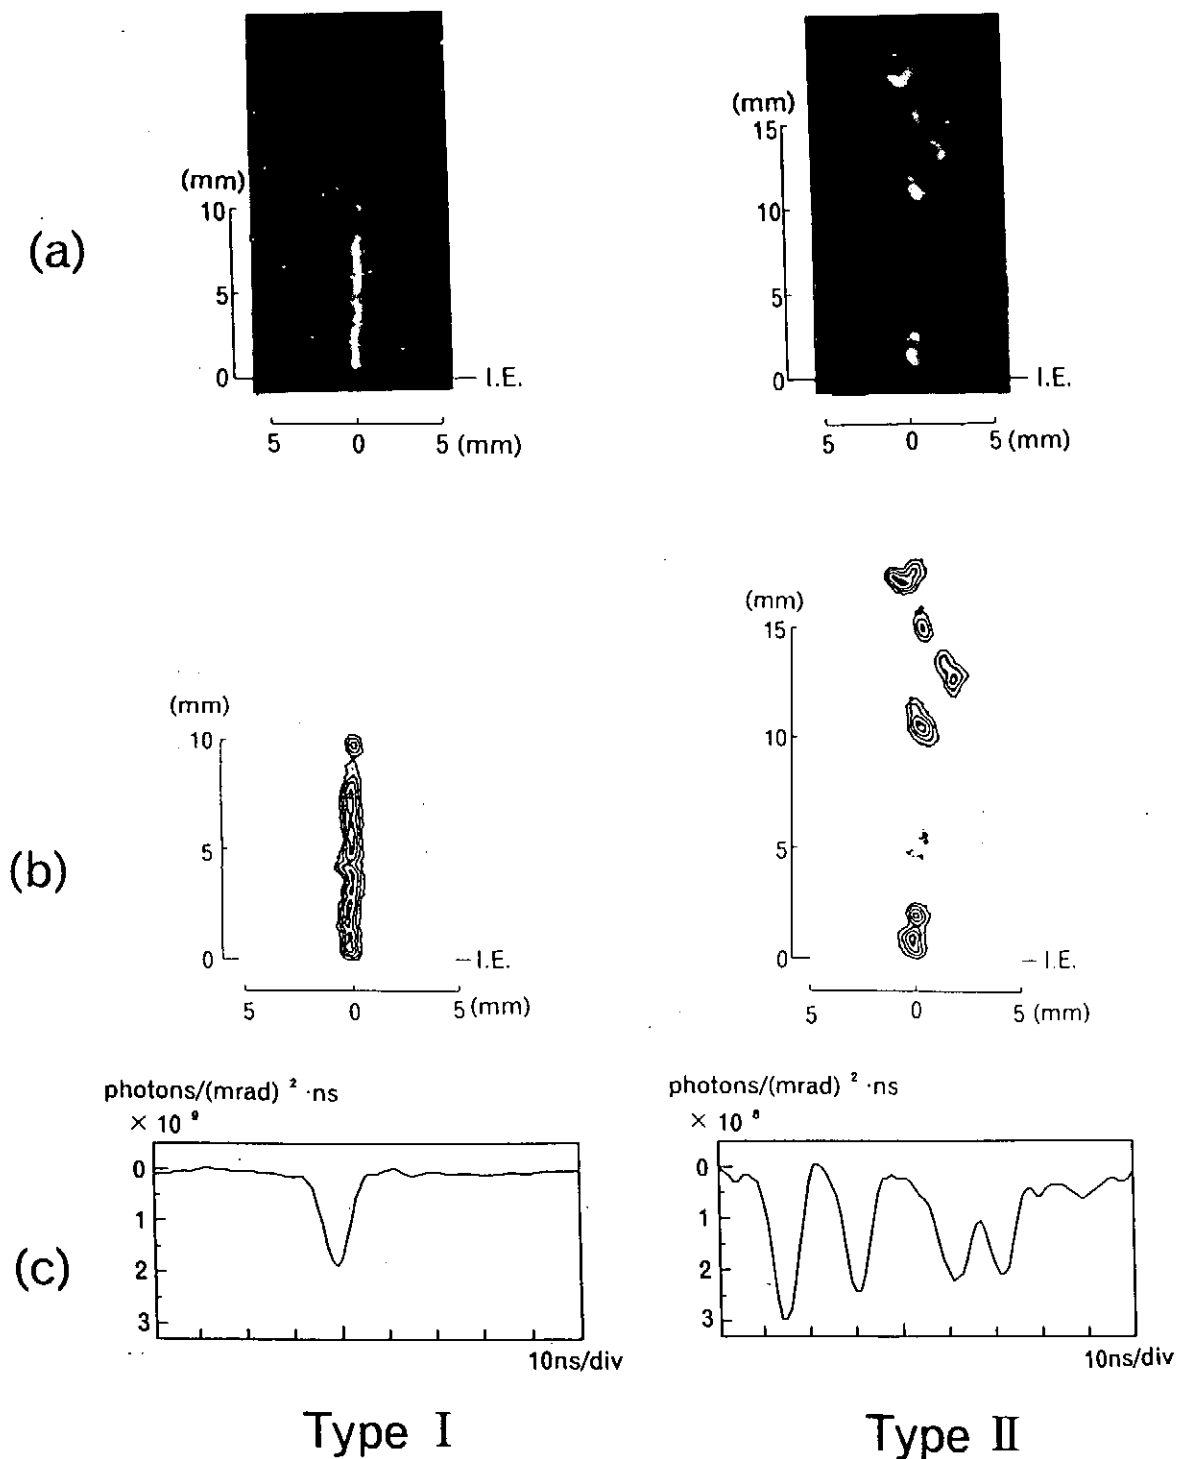 (a)
(mm)
10
5
0
I.E.
5 0 5 (mm)
(mm)
15
10
5
0
I.E.
5 0 5 (mm)
(b)
(mm)
10
5
0
I.E.
5 0 5 (mm)
(mm)
15
10
5
0
I.E.
5 0 5 (mm)
(c)
photons/(mrad) ² ·ns
× 10 ⁹
0
1
2
3
10ns/div
photons/(mrad) ² ·ns
× 10 ⁸
0
1
2
3
10ns/div
Type I
Type II